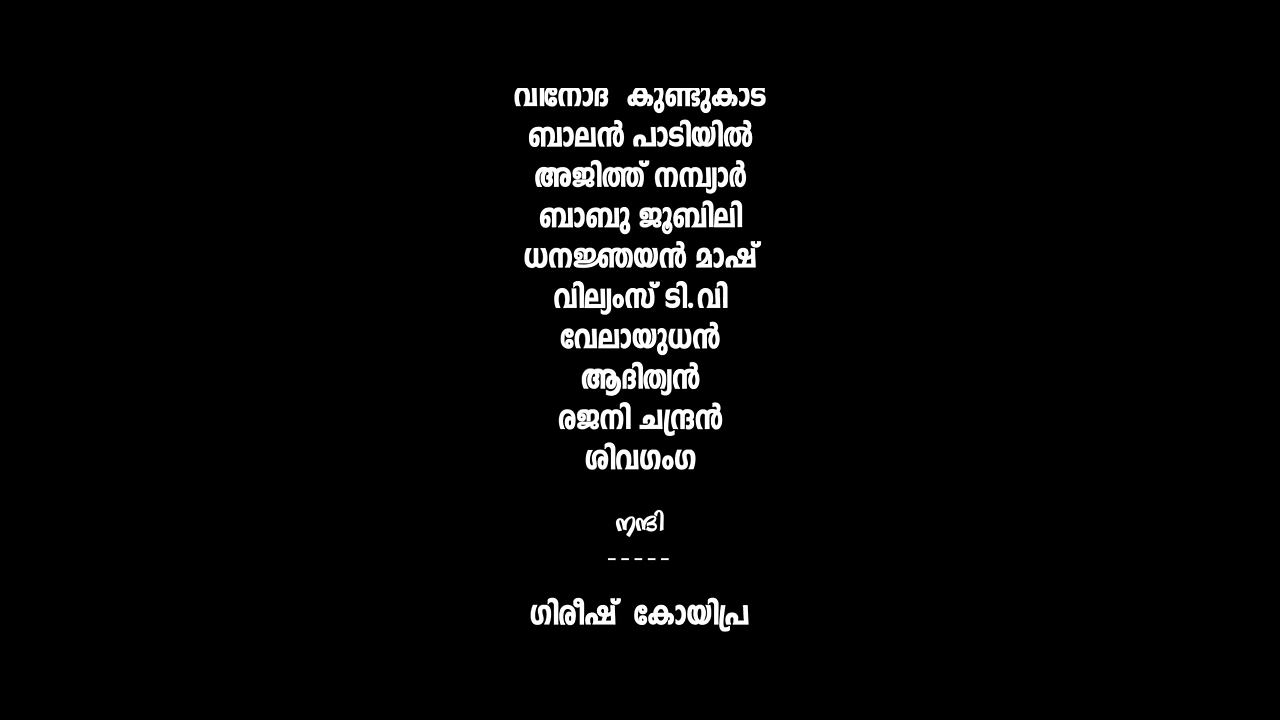 വിനോദ് കുണ്ടുകാട്
ബാലൻ പാടിയിൽ
അജിത്ത് നമ്പ്യാർ
ബാബു ജൂബിലി
ധനഞ്ജയൻ മാഷ്
വില്യംസ് ടി.വി
വേലായുധൻ
ആദിത്യൻ
രജനി ചന്ദ്രൻ
ശിവഗംഗ
നന്ദി
-----
ഗിരീഷ് കോയിപ്ര